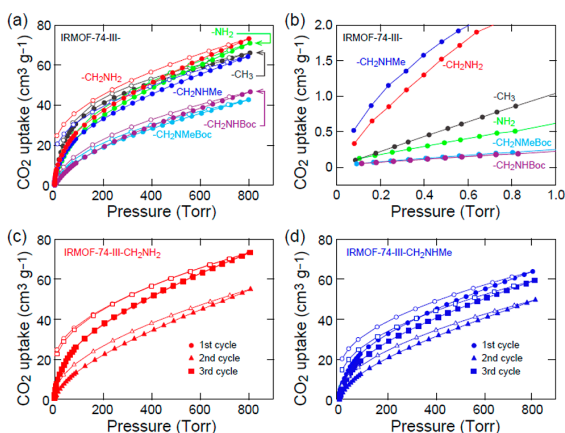 (a)
IRMOF-74-III-
-NH2
-CH2NH2
-CH3
-CH2NHMe
-CH2NHBoc
-CH2NMeBoc
CO2 uptake (cm3 g–1)
80
60
40
20
0
0 200 400 600 800
Pressure (Torr)
(b)
IRMOF-74-III-
-CH2NHMe
-CH2NH2
-CH3
-NH2
-CH2NMeBoc
-CH2NHBoc
CO2 uptake (cm3 g–1)
2.0
1.5
1.0
0.5
0
0 0.2 0.4 0.6 0.8 1.0
Pressure (Torr)
(c)
IRMOF-74-III-CH2NH2
1st cycle
2nd cycle
3rd cycle
CO2 uptake (cm3 g–1)
80
60
40
20
0
0 200 400 600 800
Pressure (Torr)
(d)
IRMOF-74-III-CH2NHMe
1st cycle
2nd cycle
3rd cycle
CO2 uptake (cm3 g–1)
80
60
40
20
0
0 200 400 600 800
Pressure (Torr)